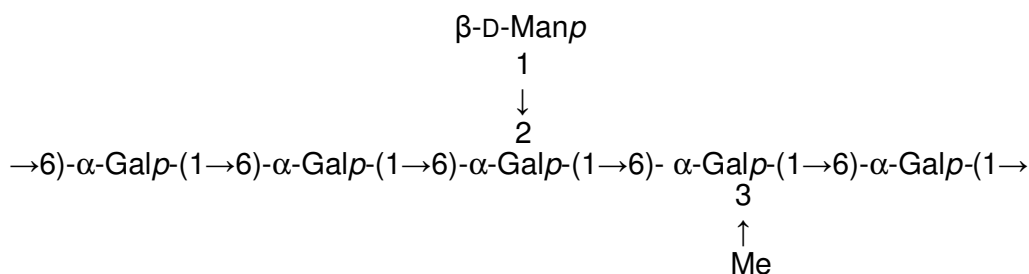 β-D-Manp
1
↓
2
→6)-α-Galp-(1→6)-α-Galp-(1→6)-α-Galp-(1→6)- α-Galp-(1→6)-α-Galp-(1→
3
↑
Me